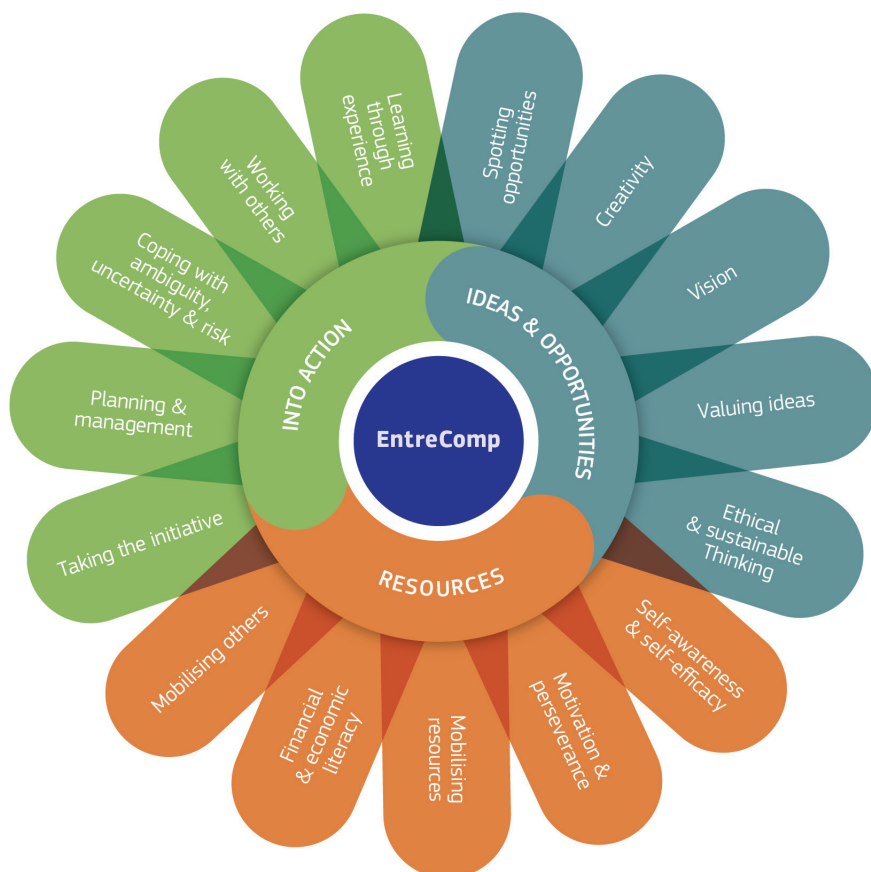 EntreComp
IDEAS & OPPORTUNITIES
Spotting
opportunities
Creativity
Vision
Valuing ideas
Ethical
& sustainable
Thinking
RESOURCES
Self-awareness
& self-efficacy
Motivation &
perseverance
Mobilising
resources
Financial
& economic
literacy
Mobilising others
INTO ACTION
Taking the initiative
Planning &
management
Coping with
ambiguity,
uncertainty & risk
Working
with others
Learning
through
experience